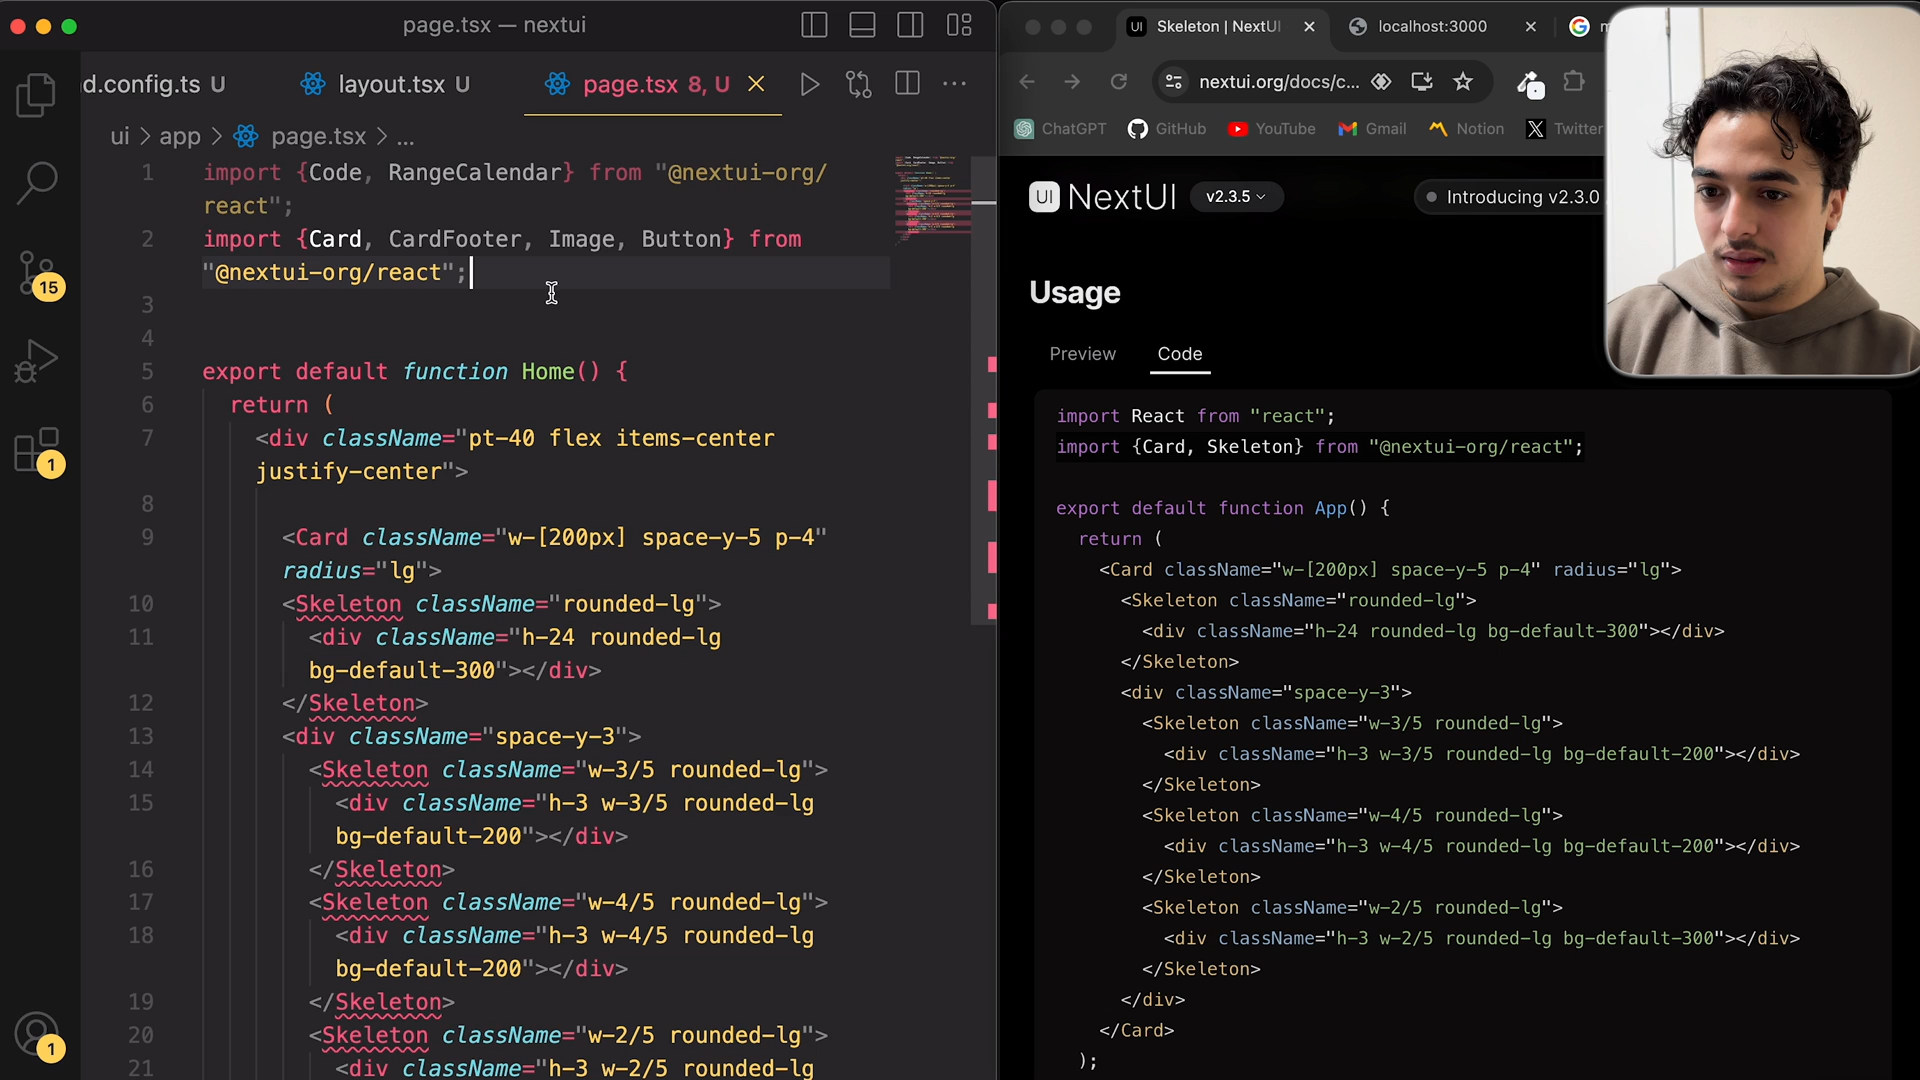 page.tsx — nextui
d.config.ts U
layout.tsx U
page.tsx 8, U
ui > app > page.tsx > ...
1 import {Code, RangeCalendar} from "@nextui-org/
react";
2 import {Card, CardFooter, Image, Button} from
"@nextui-org/react";
3
4
5 export default function Home() {
6 return (
7 <div className="pt-40 flex items-center
justify-center">
8
9 <Card className="w-[200px] space-y-5 p-4"
radius="lg">
10 <Skeleton className="rounded-lg">
11 <div className="h-24 rounded-lg
bg-default-300"></div>
12 </Skeleton>
13 <div className="space-y-3">
14 <Skeleton className="w-3/5 rounded-lg">
15 <div className="h-3 w-3/5 rounded-lg
bg-default-200"></div>
16 </Skeleton>
17 <Skeleton className="w-4/5 rounded-lg">
18 <div className="h-3 w-4/5 rounded-lg
bg-default-200"></div>
19 </Skeleton>
20 <Skeleton className="w-2/5 rounded-lg">
21 <div className="h-3 w-2/5 rounded-lg
15
1
1
UI Skeleton | NextUI
localhost:3000
G m
nextui.org/docs/c...
ChatGPT GitHub YouTube Gmail Notion Twitter
UI NextUI v2.3.5 Introducing v2.3.0
Usage
Preview Code
import React from "react";
import {Card, Skeleton} from "@nextui-org/react";
export default function App() {
return (
<Card className="w-[200px] space-y-5 p-4" radius="lg">
<Skeleton className="rounded-lg">
<div className="h-24 rounded-lg bg-default-300"></div>
</Skeleton>
<div className="space-y-3">
<Skeleton className="w-3/5 rounded-lg">
<div className="h-3 w-3/5 rounded-lg bg-default-200"></div>
</Skeleton>
<Skeleton className="w-4/5 rounded-lg">
<div className="h-3 w-4/5 rounded-lg bg-default-200"></div>
</Skeleton>
<Skeleton className="w-2/5 rounded-lg">
<div className="h-3 w-2/5 rounded-lg bg-default-300"></div>
</Skeleton>
</div>
</Card>
);